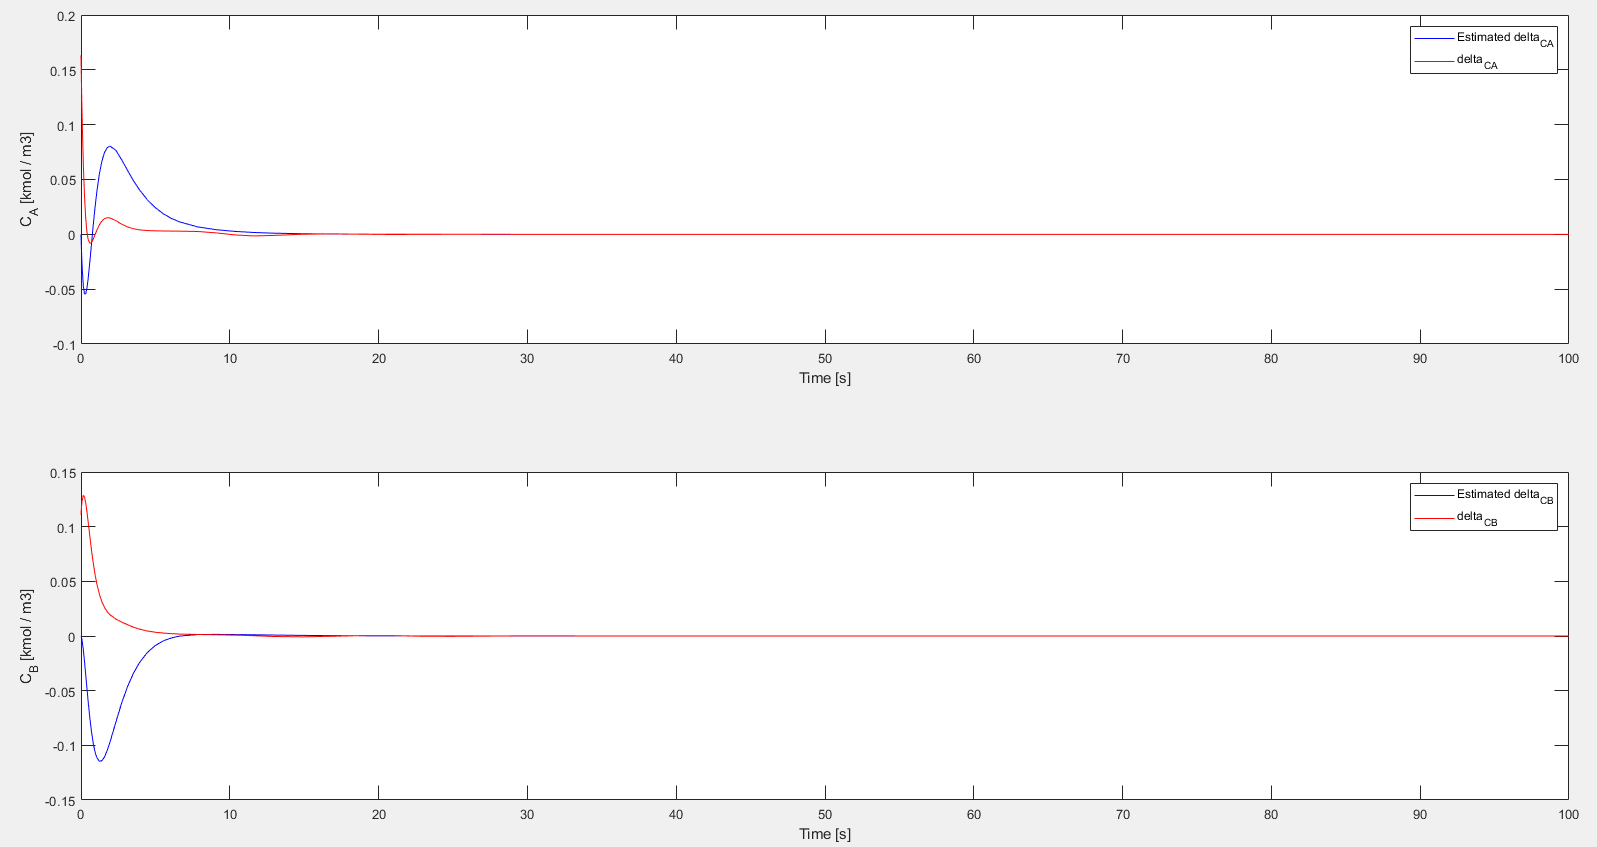 0.2
0.15
0.1
0.05
0
-0.05
-0.1
C_A [kmol / m3]
Estimated delta_CA
delta_CA
0 10 20 30 40 50 60 70 80 90 100
Time [s]
0.15
0.1
0.05
0
-0.05
-0.1
-0.15
C_B [kmol / m3]
Estimated delta_CB
delta_CB
0 10 20 30 40 50 60 70 80 90 100
Time [s]